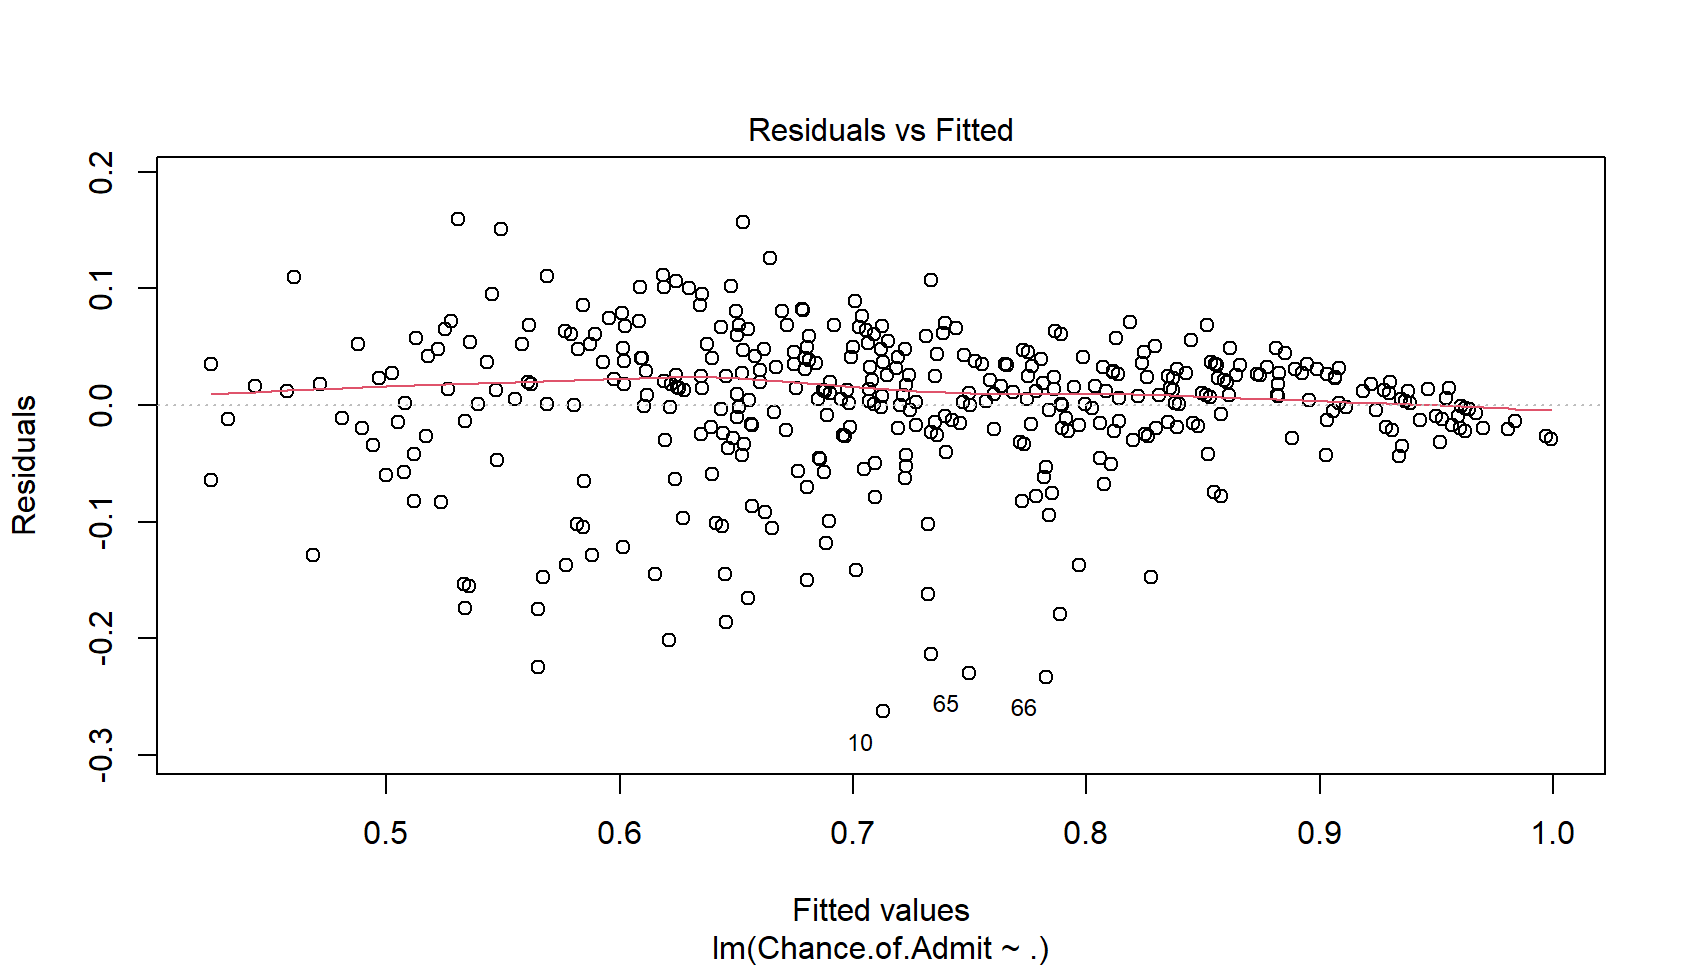 Residuals vs Fitted
Residuals
0.2
0.1
0.0
-0.1
-0.2
-0.3
65
66
10
0.5 0.6 0.7 0.8 0.9 1.0
Fitted values
lm(Chance.of.Admit ~ .)